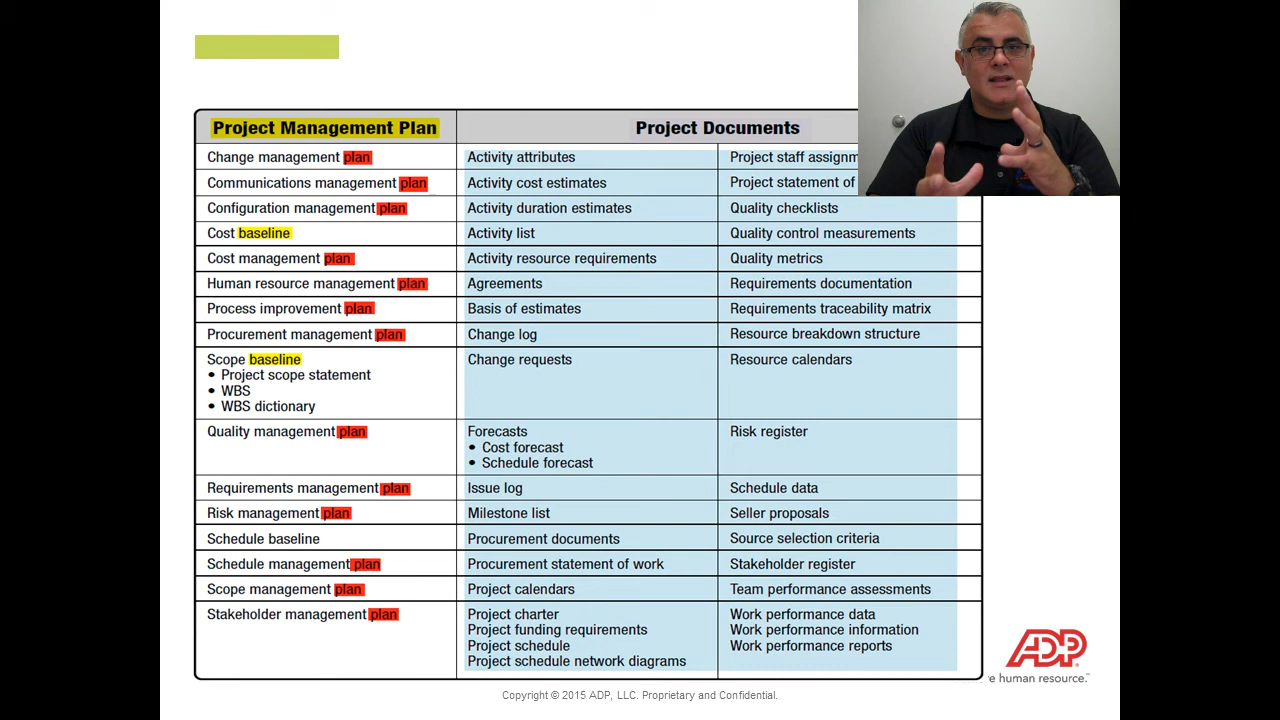 Project Management Plan
Project Documents
Change management plan
Activity attributes
Project staff
Communications management plan
Activity cost estimates
Project statement of
Configuration management plan
Activity duration estimates
Quality checklists
Cost baseline
Activity list
Quality control measurements
Cost management plan
Activity resource requirements
Quality metrics
Human resource management plan
Agreements
Requirements documentation
Process improvement plan
Basis of estimates
Requirements traceability matrix
Procurement management plan
Change log
Resource breakdown structure
Scope baseline
• Project scope statement
• WBS
• WBS dictionary
Change requests
Resource calendars
Quality management plan
Forecasts
• Cost forecast
• Schedule forecast
Risk register
Requirements management plan
Issue log
Schedule data
Risk management plan
Milestone list
Seller proposals
Schedule baseline
Procurement documents
Source selection criteria
Schedule management plan
Procurement statement of work
Stakeholder register
Scope management plan
Project calendars
Team performance assessments
Stakeholder management plan
Project charter
Project funding requirements
Project schedule
Project schedule network diagrams
Work performance data
Work performance information
Work performance reports
ADP
human resource.™
Copyright © 2015 ADP, LLC. Proprietary and Confidential.